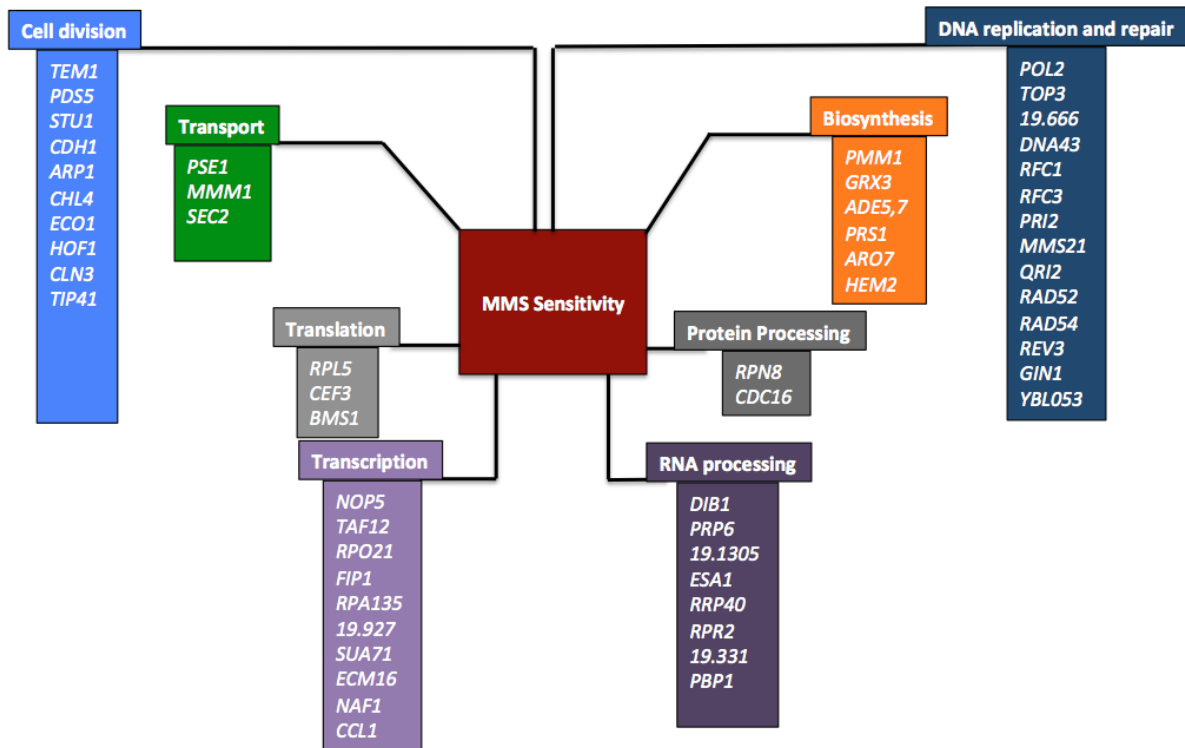 Cell division
TEM1
PDS5
STU1
CDH1
ARP1
CHL4
ECO1
HOF1
CLN3
TIP41
Transport
PSE1
MMM1
SEC2
DNA replication and repair
POL2
TOP3
19.666
DNA43
RFC1
RFC3
PRI2
MMS21
QRI2
RAD52
RAD54
REV3
GIN1
YBL053
Biosynthesis
PMM1
GRX3
ADE5,7
PRS1
ARO7
HEM2
MMS Sensitivity
Translation
RPL5
CEF3
BMS1
Protein Processing
RPN8
CDC16
Transcription
NOP5
TAF12
RPO21
FIP1
RPA135
19.927
SUA71
ECM16
NAF1
CCL1
RNA processing
DIB1
PRP6
19.1305
ESA1
RRP40
RPR2
19.331
PBP1